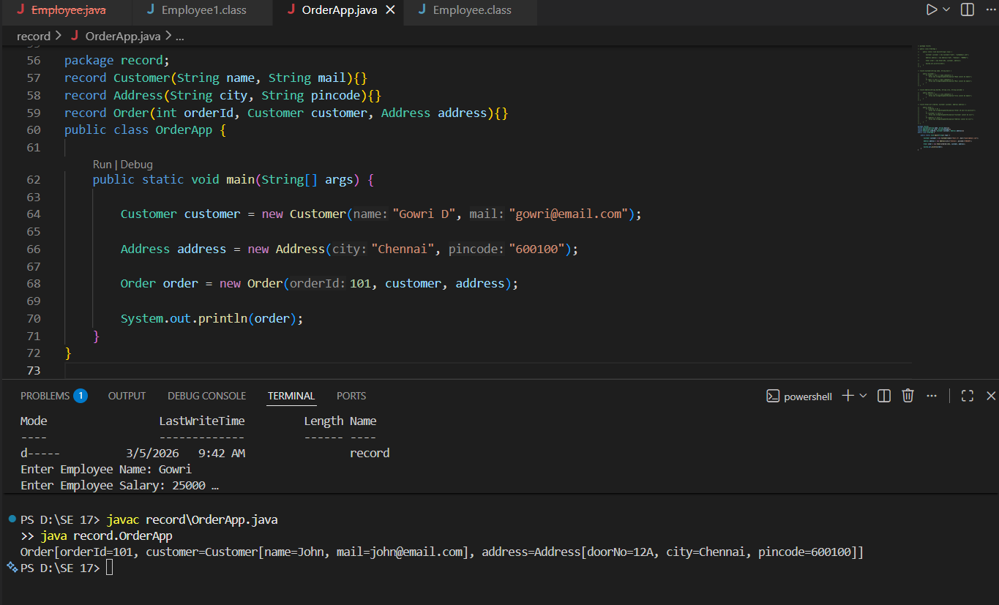 Employee.java Employee1.class OrderApp.java Employee.class
record > OrderApp.java > ...
56 package record;
57 record Customer(String name, String mail){}
58 record Address(String city, String pincode){}
59 record Order(int orderId, Customer customer, Address address){}
60 public class OrderApp {
61
Run | Debug
62 public static void main(String[] args) {
63
64 Customer customer = new Customer(name: "Gowri D", mail: "gowri@email.com");
65
66 Address address = new Address(city: "Chennai", pincode: "600100");
67
68 Order order = new Order(orderId: 101, customer, address);
69
70 System.out.println(order);
71 }
72 }
73
PROBLEMS 1 OUTPUT DEBUG CONSOLE TERMINAL PORTS powershell
Mode LastWriteTime Length Name
---- ------------- ------ ----
d----- 3/5/2026 9:42 AM record
Enter Employee Name: Gowri
Enter Employee Salary: 25000 …
PS D:\SE 17> javac record\OrderApp.java
>> java record.OrderApp
Order[orderId=101, customer=Customer[name=John, mail=john@email.com], address=Address[doorNo=12A, city=Chennai, pincode=600100]]
PS D:\SE 17>